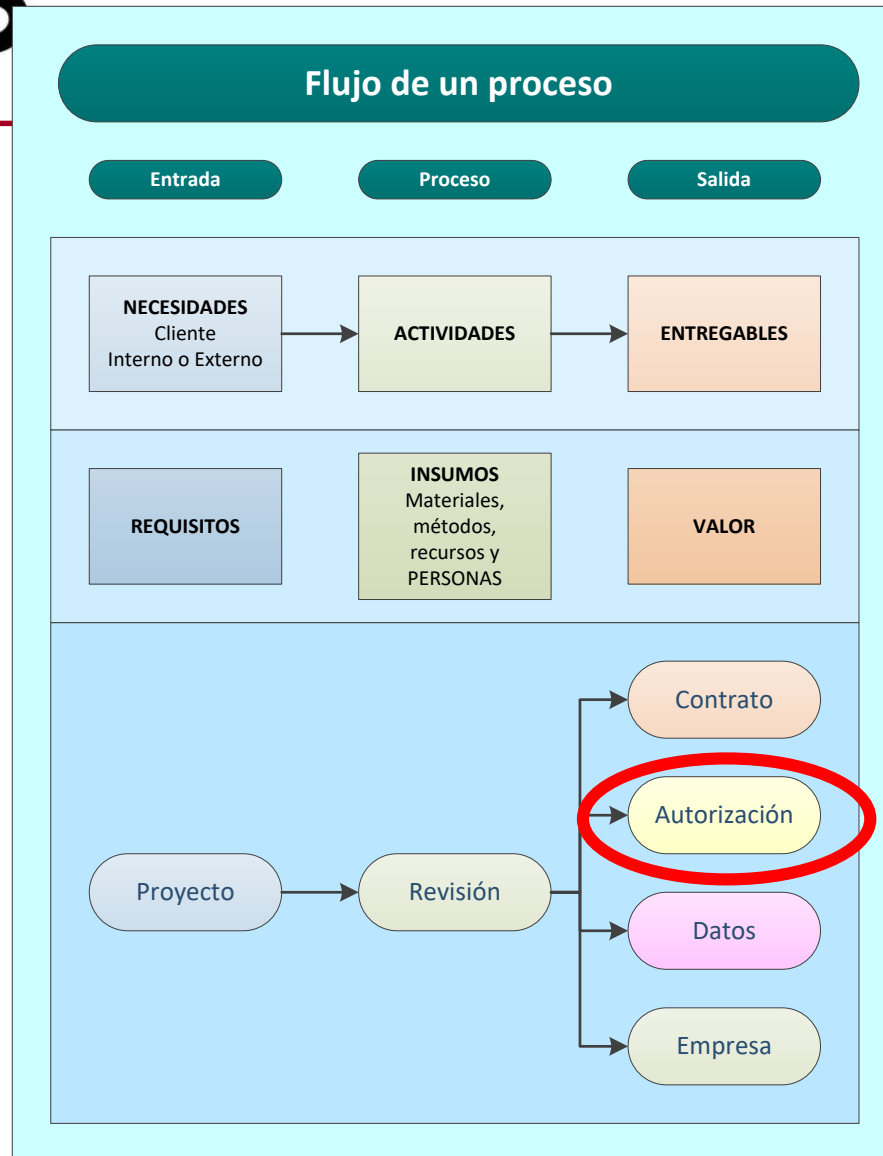 Flujo de un proceso
Entrada
Proceso
Salida
NECESIDADES
Cliente
Interno o Externo
ACTIVIDADES
ENTREGABLES
REQUISITOS
INSUMOS
Materiales,
métodos,
recursos y
PERSONAS
VALOR
Contrato
Autorización
Proyecto
Revisión
Datos
Empresa